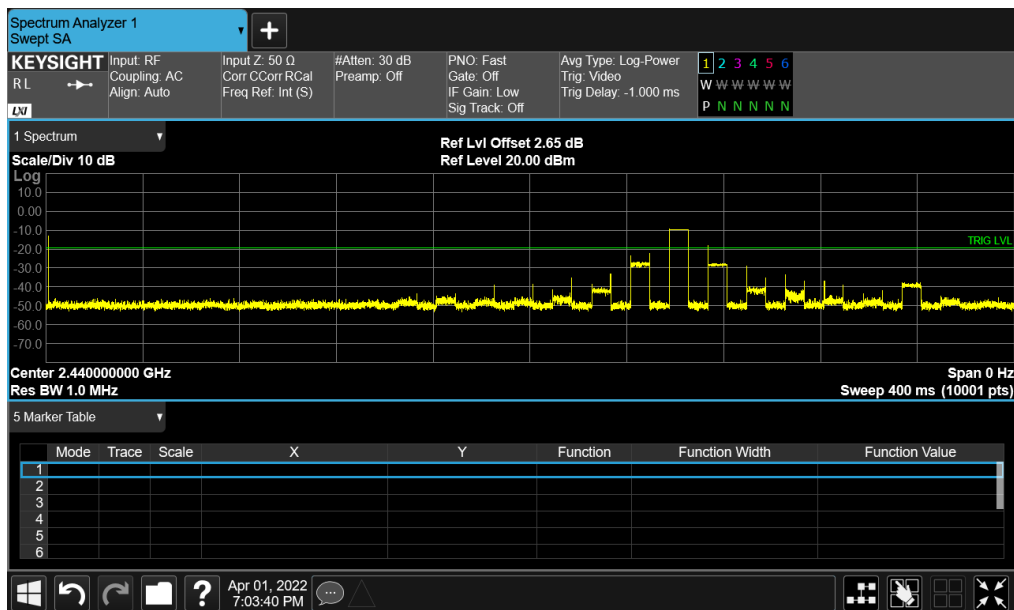 Spectrum Analyzer 1
Swept SA
KEYSIGHT
R L
LXI
Input: RF
Coupling: AC
Align: Auto
Input Z: 50 Ω
Corr CCorr RCal
Freq Ref: Int (S)
#Atten: 30 dB
Preamp: Off
PNO: Fast
Gate: Off
IF Gain: Low
Sig Track: Off
Avg Type: Log-Power
Trig: Video
Trig Delay: -1.000 ms
1 2 3 4 5 6
W W W W W W
P N N N N N
1 Spectrum
Scale/Div 10 dB
Ref Lvl Offset 2.65 dB
Ref Level 20.00 dBm
Log
10.0
0.00
-10.0
-20.0
-30.0
-40.0
-50.0
-60.0
-70.0
TRIG LVL
Center 2.440000000 GHz
Span 0 Hz
Res BW 1.0 MHz
Sweep 400 ms (10001 pts)
5 Marker Table
Mode Trace Scale X Y Function Function Width Function Value
1
2
3
4
5
6
?
Apr 01, 2022
7:03:40 PM